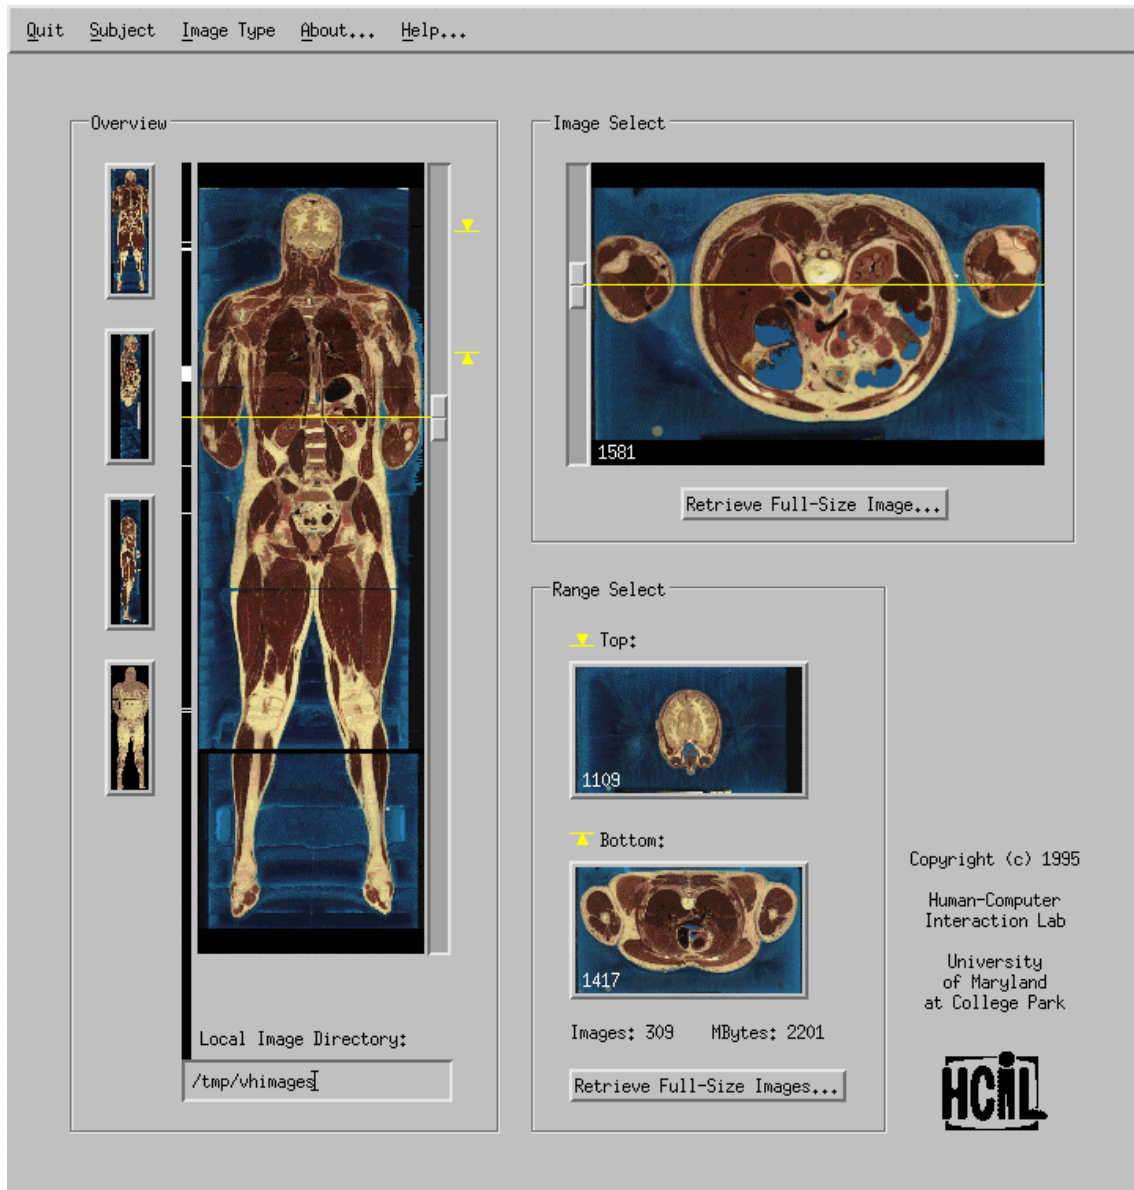 Quit Subject Image Type About... Help...
Overview
Image Select
1581
Retrieve Full-Size Image...
Range Select
Top:
1109
Bottom:
1417
Images: 309 MBytes: 2201
Retrieve Full-Size Images...
Local Image Directory:
/tmp/vhimages
Copyright (c) 1995
Human-Computer
Interaction Lab
University
of Maryland
at College Park
HCIL